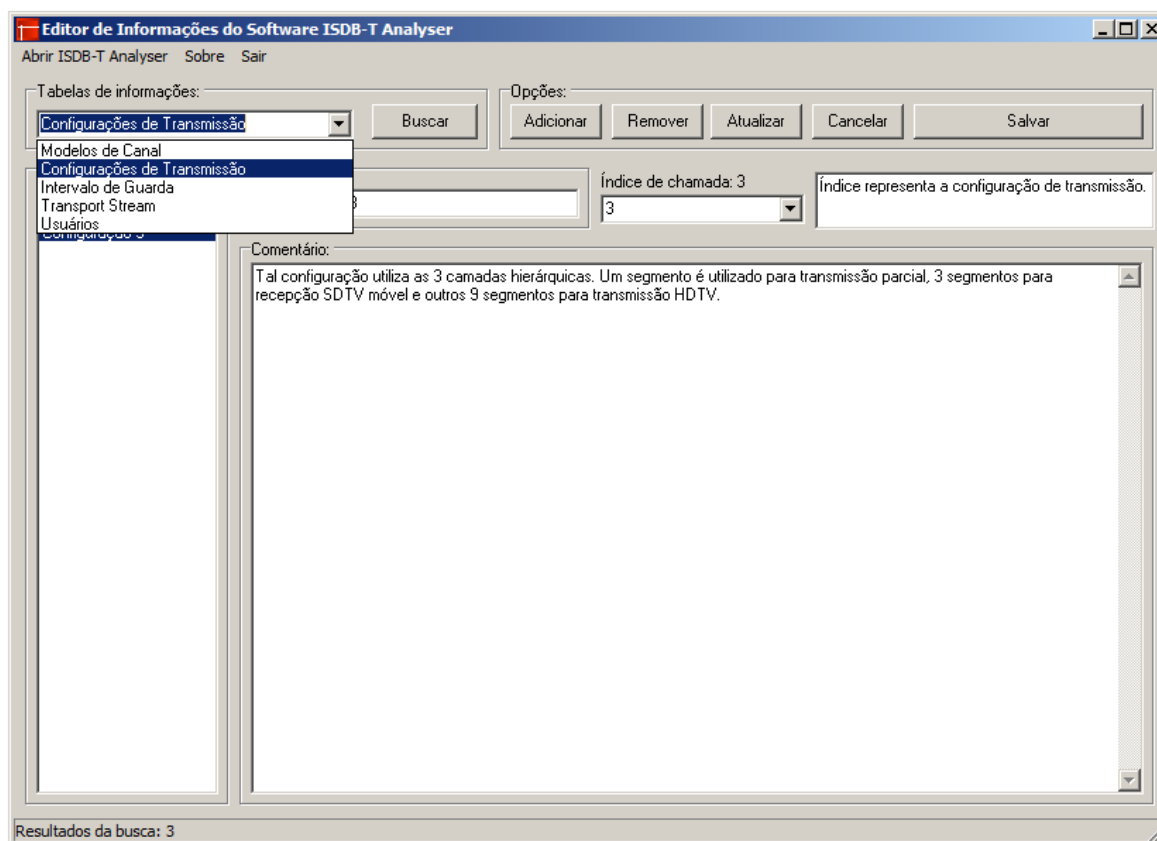 Editor de Informações do Software ISDB-T Analyser
Abrir ISDB-T Analyser Sobre Sair
Tabelas de informações:
Configurações de Transmissão
Buscar
Modelos de Canal
Configurações de Transmissão
Intervalo de Guarda
Transport Stream
Usuários
Configuração 3
Opções:
Adicionar Remover Atualizar Cancelar Salvar
3
Índice de chamada: 3
3
Índice representa a configuração de transmissão.
Comentário:
Tal configuração utiliza as 3 camadas hierárquicas. Um segmento é utilizado para transmissão parcial, 3 segmentos para
recepção SDTV móvel e outros 9 segmentos para transmissão HDTV.
Resultados da busca: 3